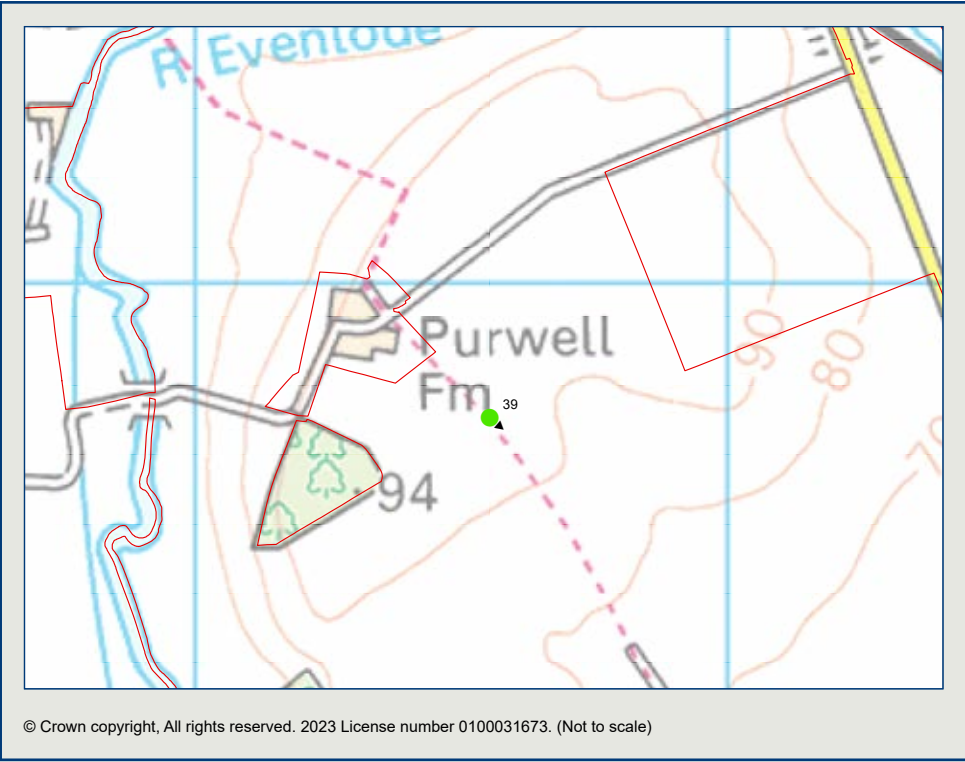 R Evenlode
90
80
Purwell
Fm
39
94
© Crown copyright, All rights reserved. 2023 License number 0100031673. (Not to scale)